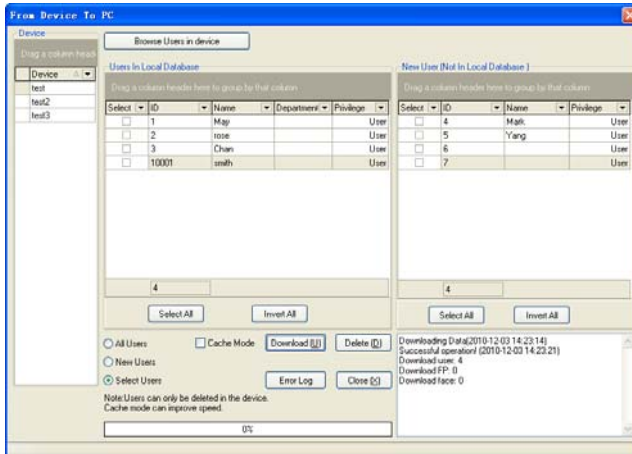 From Device To PC
Device
Drag a column head
Device
test
test2
test3
Browse Users in device
Users In Local Database
Drag a column header here to group by that column
Select ID Name Department Privilege
1 May User
2 rose User
3 Chan User
10001 smith User
4
Select All Invert All
New User (Not In Local Database )
Drag a column header here to group by that column
Select ID Name Privilege
4 Mark User
5 Yang User
6 User
7 User
4
Select All Invert All
All Users Cache Mode Download (U) Delete (D)
New Users
Select Users Error Log Close (X)
Note:Users can only be deleted in the device.
Cache mode can improve speed.
0%
Downloading Data(2010-12-03 14:23:14)
Successful operation! (2010-12-03 14:23:21)
Download user: 4
Download FP: 0
Download face: 0